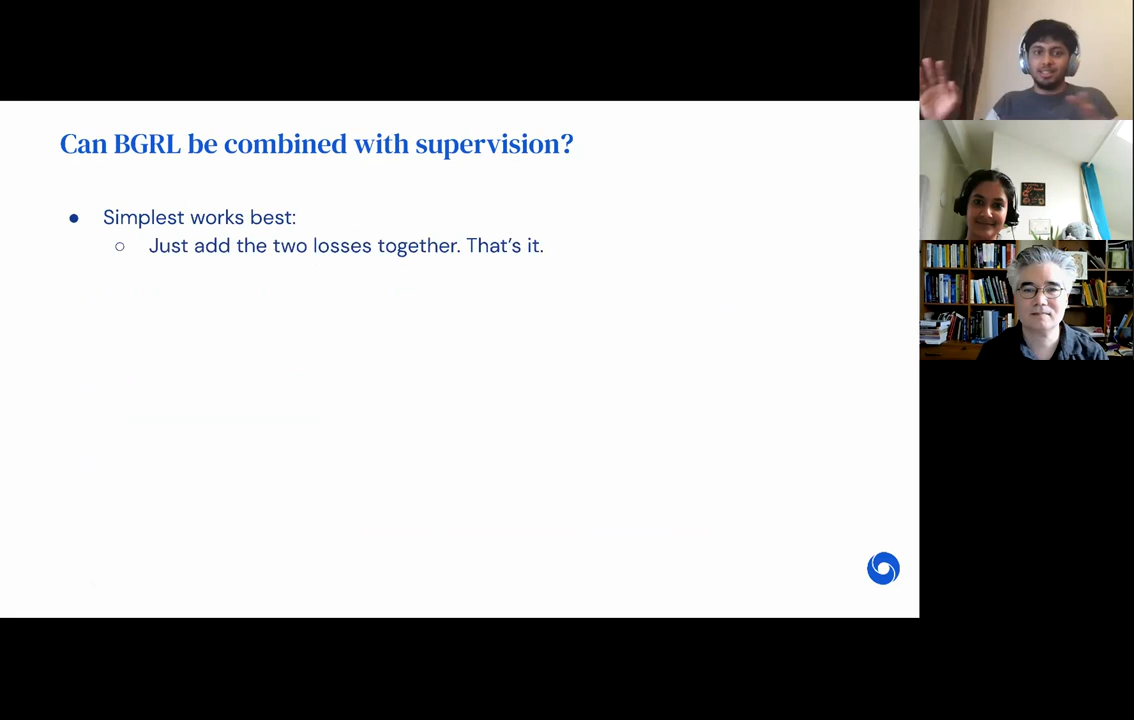 Can BGRL be combined with supervision?
● Simplest works best:
○ Just add the two losses together. That's it.